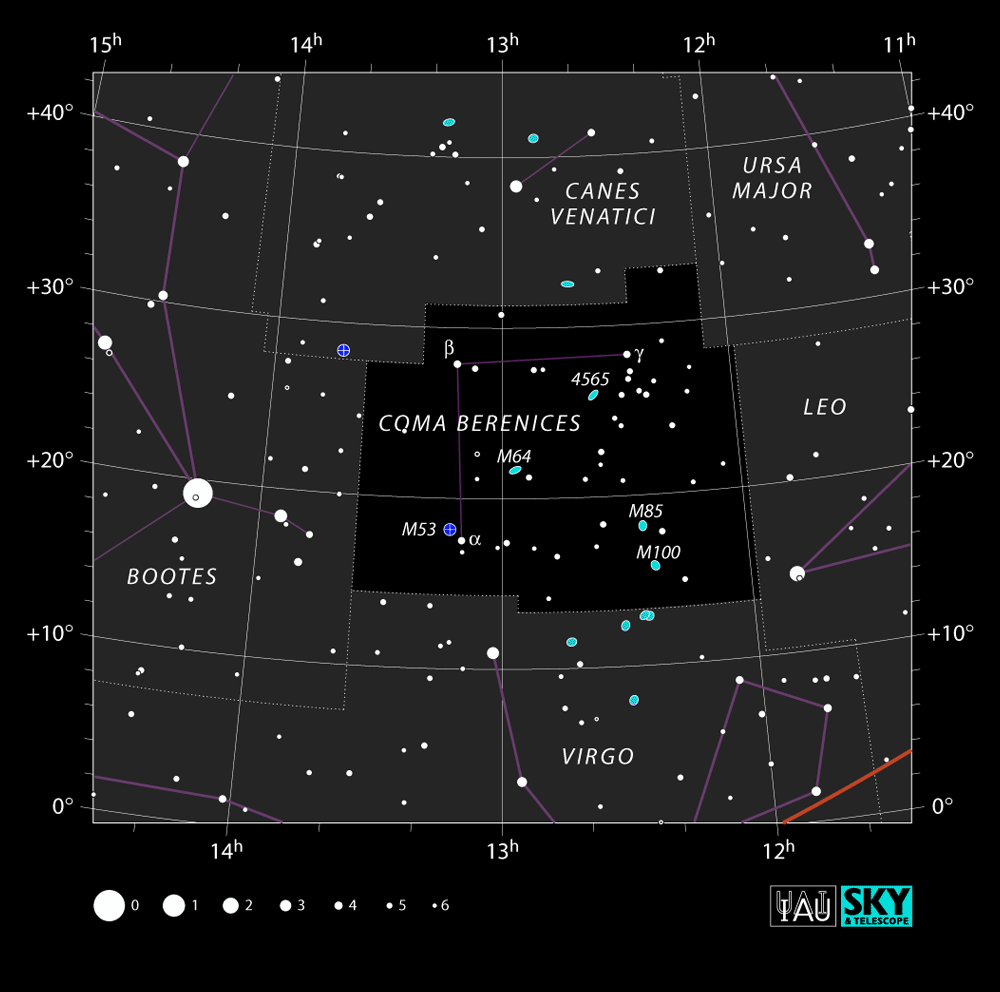 15h 14h 13h 12h 11h
+40° +40°
URSA
MAJOR
CANES
VENATICI
+30° +30°
β γ
4565
LEO
COMA BERENICES
+20° M64 +20°
M85
M53 α
M100
BOOTES
+10° +10°
VIRGO
0° 0°
14h 13h 12h
0 1 2 3 4 5 6
IAU SKY
& TELESCOPE